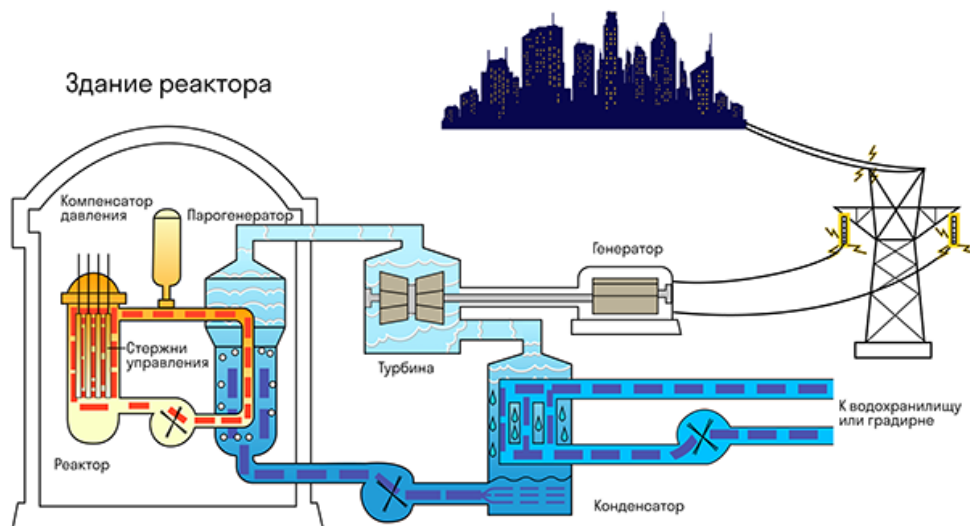 Здание реактора
Компенсатор
давления
Парогенератор
Генератор
Стержни
управления
Турбина
К водохранилищу
или градирне
Реактор
Конденсатор